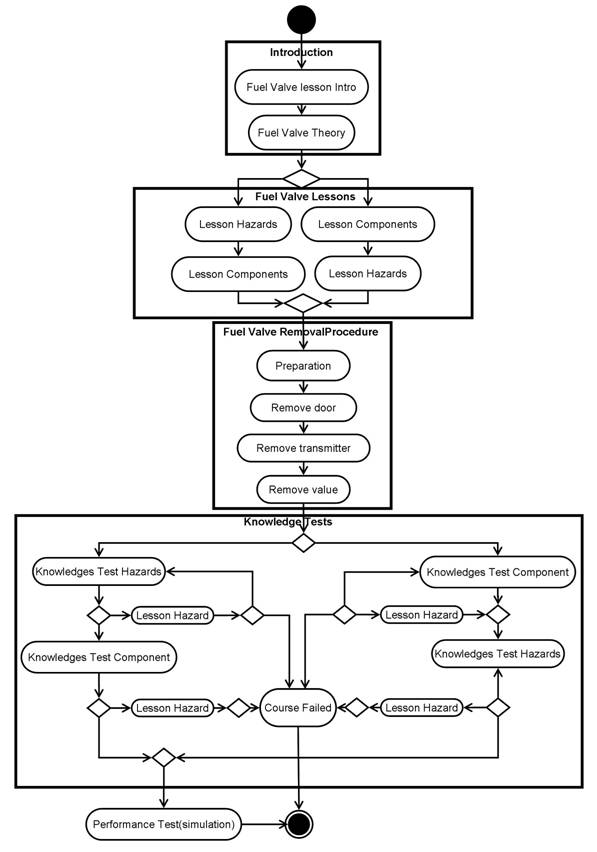 Introduction
Fuel Valve lesson Intro
Fuel Valve Theory
Fuel Valve Lessons
Lesson Hazards
Lesson Components
Lesson Components
Lesson Hazards
Fuel Valve RemovalProcedure
Preparation
Remove door
Remove transmitter
Remove value
Knowledge Tests
Knowledges Test Hazards
Knowledges Test Component
Lesson Hazard
Lesson Hazard
Knowledges Test Component
Knowledges Test Hazards
Lesson Hazard
Course Failed
Lesson Hazard
Performance Test(simulation)